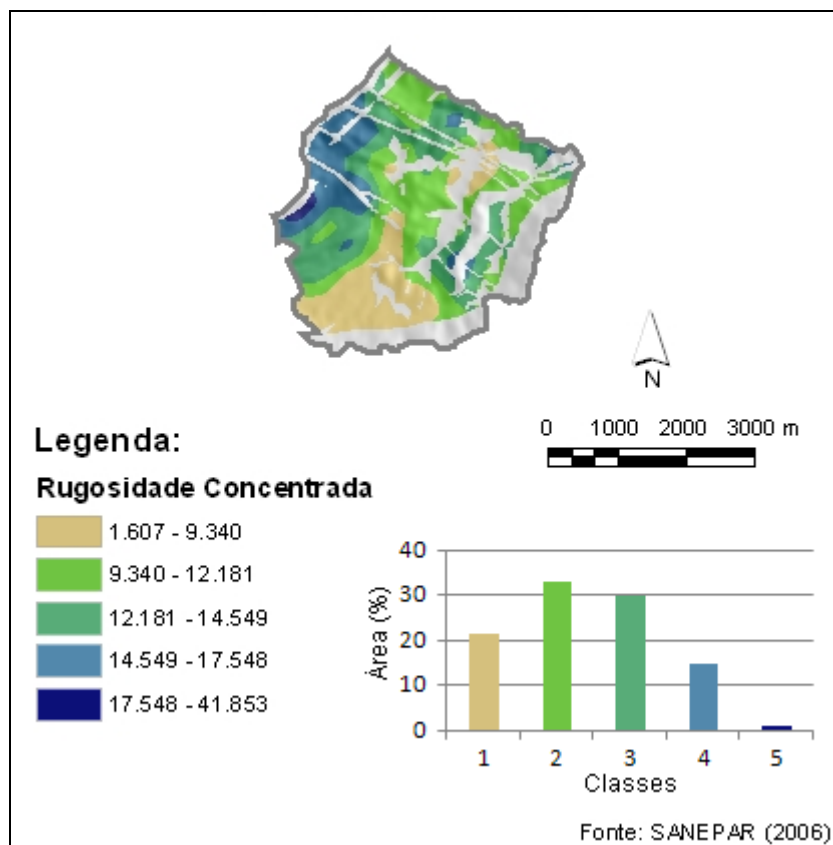 N
0 1000 2000 3000 m
Legenda:
Rugosidade Concentrada
1.607 - 9.340
9.340 - 12.181
12.181 - 14.549
14.549 - 17.548
17.548 - 41.853
40
30
20
10
0
Área (%)
1 2 3 4 5
Classes
Fonte: SANEPAR (2006)